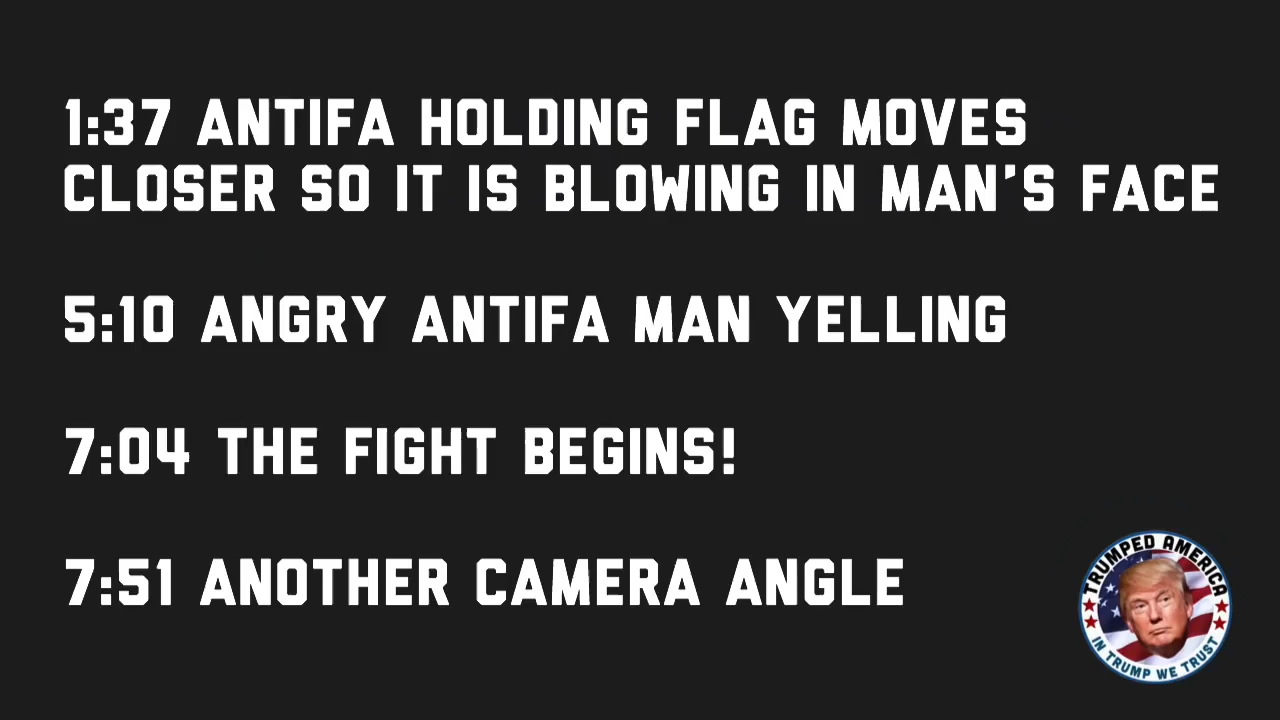 1:37 ANTIFA HOLDING FLAG MOVES
CLOSER SO IT IS BLOWING IN MAN'S FACE
5:10 ANGRY ANTIFA MAN YELLING
7:04 THE FIGHT BEGINS!
7:51 ANOTHER CAMERA ANGLE
TRUMPED AMERICA
IN TRUMP WE TRUST